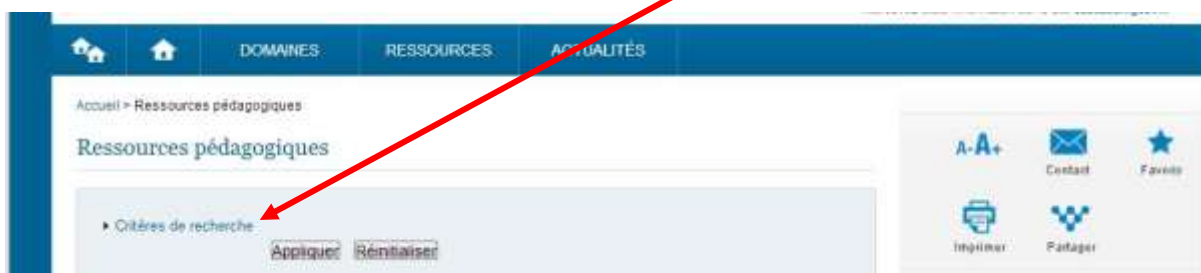 DOMAINES RESSOURCES ACTUALITÉS
Accueil > Ressources pédagogiques
Ressources pédagogiques
A-A+
Contact Favoris
Critères de recherche
Appliquer Réinitialiser
Imprimer Partager